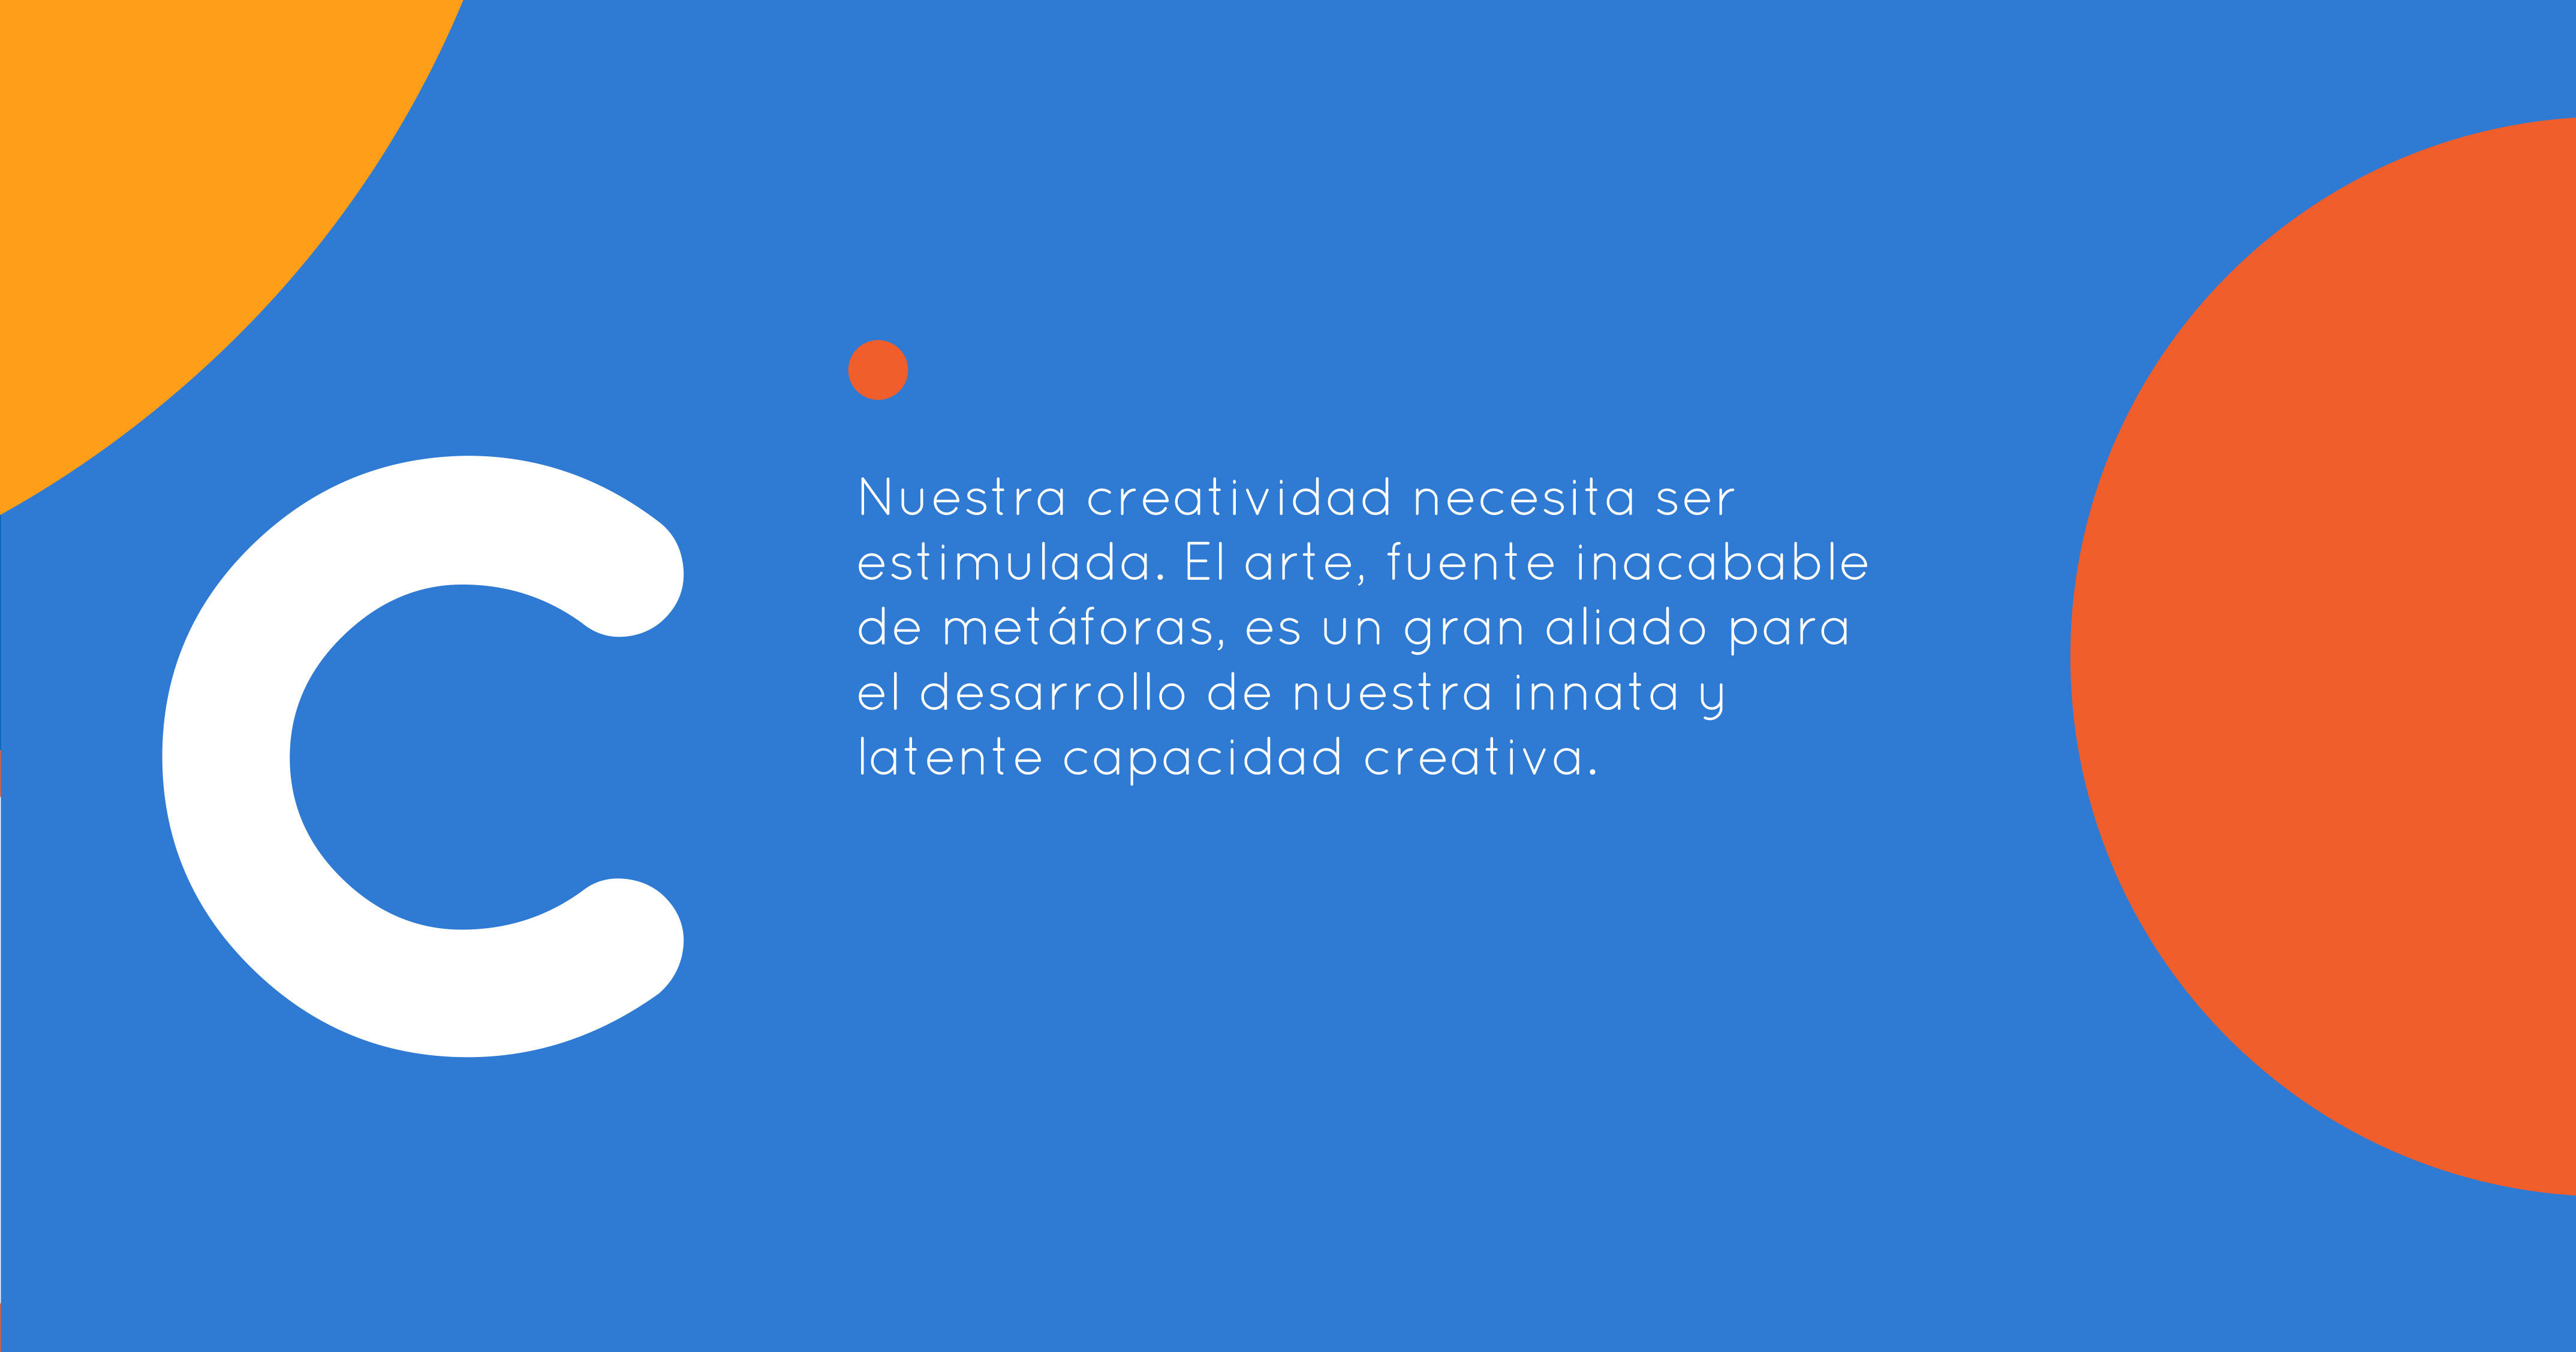 C
Nuestra creatividad necesita ser
estimulada. El arte, fuente inacabable
de metáforas, es un gran aliado para
el desarrollo de nuestra innata y
latente capacidad creativa.